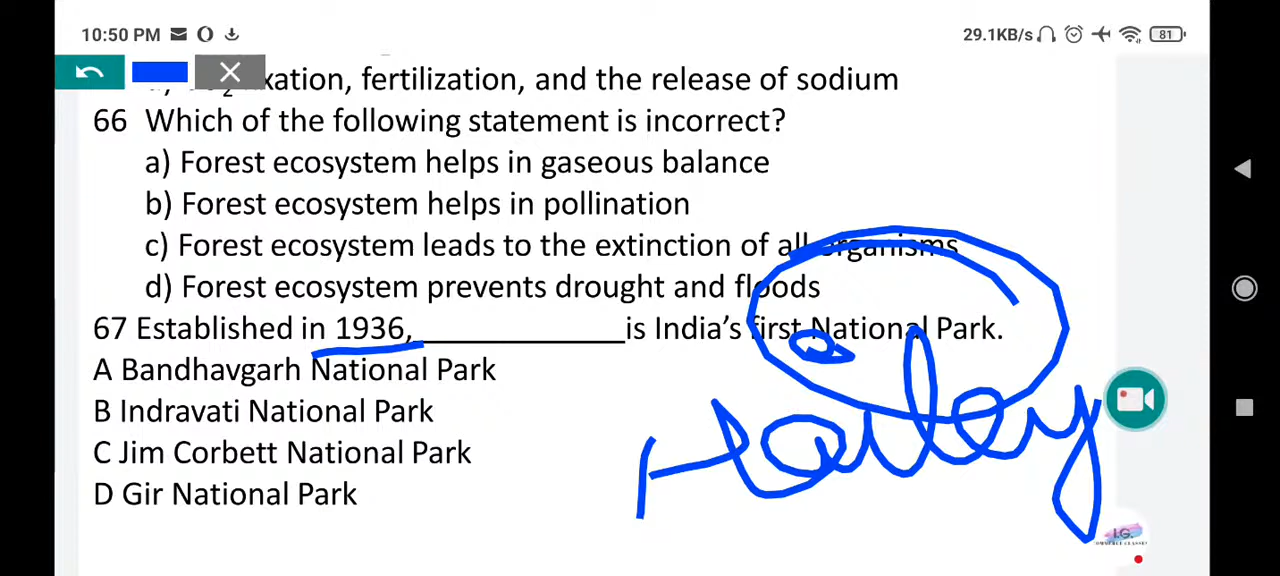 10:50 PM 29.1KB/s 81
xation, fertilization, and the release of sodium
66 Which of the following statement is incorrect?
a) Forest ecosystem helps in gaseous balance
b) Forest ecosystem helps in pollination
c) Forest ecosystem leads to the extinction of all organisms
d) Forest ecosystem prevents drought and floods
67 Established in 1936,____________is India's first National Park.
A Bandhavgarh National Park
B Indravati National Park
C Jim Corbett National Park
D Gir National Park
Hailey
I.G.